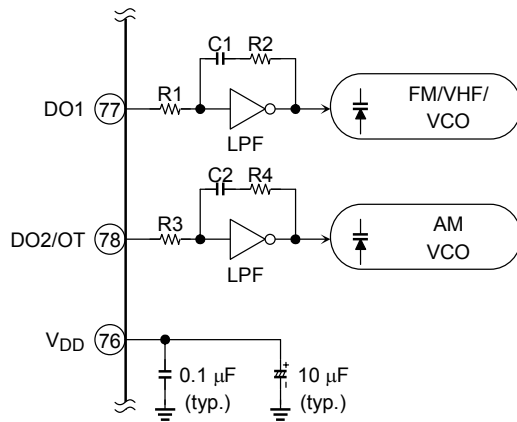 C1 R2
R1
DO1 77
LPF
FM/VHF/
VCO
C2 R4
R3
DO2/OT 78
LPF
AM
VCO
VDD 76
0.1 μF
(typ.)
+
-
10 μF
(typ.)